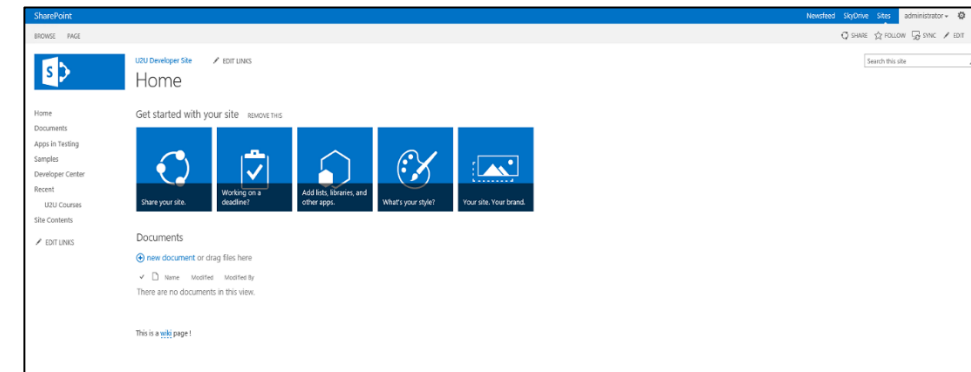 SharePoint
Newsfeed SkyDrive Sites administrator
BROWSE PAGE
SHARE FOLLOW SYNC EDIT
S
U2U Developer Site EDIT LINKS
Search this site
Home
Home
Documents
Apps in Testing
Samples
Developer Center
Recent
U2U Courses
Site Contents
EDIT LINKS
Get started with your site REMOVE THIS
Share your site.
Working on a
deadline?
Add lists, libraries, and
other apps.
What's your style?
Your site. Your brand.
Documents
new document or drag files here
Name Modified Modified By
There are no documents in this view.
This is a wiki page !